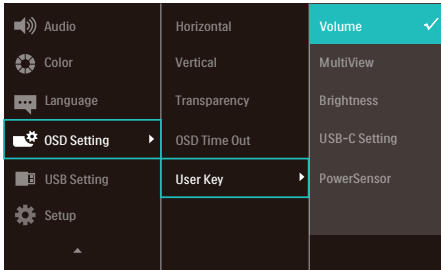 Audio
Color
Language
OSD Setting
USB Setting
Setup
Horizontal
Vertical
Transparency
OSD Time Out
User Key
Volume
MultiView
Brightness
USB-C Setting
PowerSensor